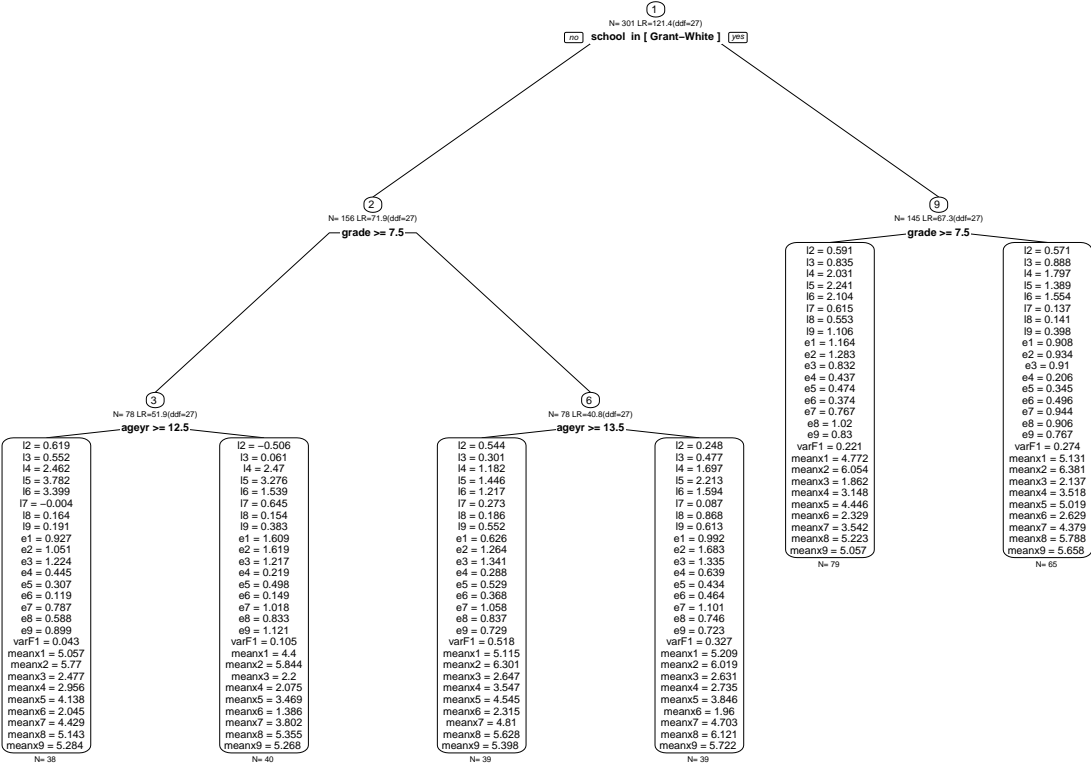 1
N= 301 LR=121.4(ddf=27)
no school in [ Grant−White ] yes
2
N= 156 LR=71.9(ddf=27)
grade >= 7.5
9
N= 145 LR=67.3(ddf=27)
grade >= 7.5
l2 = 0.591
l3 = 0.835
l4 = 2.031
l5 = 2.241
l6 = 2.104
l7 = 0.615
l8 = 0.553
l9 = 1.106
e1 = 1.164
e2 = 1.283
e3 = 0.832
e4 = 0.437
e5 = 0.474
e6 = 0.374
e7 = 0.767
e8 = 1.02
e9 = 0.83
varF1 = 0.221
meanx1 = 4.772
meanx2 = 6.054
meanx3 = 1.862
meanx4 = 3.148
meanx5 = 4.446
meanx6 = 2.329
meanx7 = 3.542
meanx8 = 5.223
meanx9 = 5.057
N= 79
l2 = 0.571
l3 = 0.888
l4 = 1.797
l5 = 1.389
l6 = 1.554
l7 = 0.137
l8 = 0.141
l9 = 0.398
e1 = 0.908
e2 = 0.934
e3 = 0.91
e4 = 0.206
e5 = 0.345
e6 = 0.496
e7 = 0.944
e8 = 0.906
e9 = 0.767
varF1 = 0.274
meanx1 = 5.131
meanx2 = 6.381
meanx3 = 2.137
meanx4 = 3.518
meanx5 = 5.019
meanx6 = 2.629
meanx7 = 4.379
meanx8 = 5.788
meanx9 = 5.658
N= 65
3
N= 78 LR=51.9(ddf=27)
ageyr >= 12.5
l2 = 0.619
l3 = 0.552
l4 = 2.462
l5 = 3.782
l6 = 3.399
l7 = −0.004
l8 = 0.164
l9 = 0.191
e1 = 0.927
e2 = 1.051
e3 = 1.224
e4 = 0.445
e5 = 0.307
e6 = 0.119
e7 = 0.787
e8 = 0.588
e9 = 0.899
varF1 = 0.043
meanx1 = 5.057
meanx2 = 5.77
meanx3 = 2.477
meanx4 = 2.956
meanx5 = 4.138
meanx6 = 2.045
meanx7 = 4.429
meanx8 = 5.143
meanx9 = 5.284
N= 38
l2 = −0.506
l3 = 0.061
l4 = 2.47
l5 = 3.276
l6 = 1.539
l7 = 0.645
l8 = 0.154
l9 = 0.383
e1 = 1.609
e2 = 1.619
e3 = 1.217
e4 = 0.219
e5 = 0.498
e6 = 0.149
e7 = 1.018
e8 = 0.833
e9 = 1.121
varF1 = 0.105
meanx1 = 4.4
meanx2 = 5.844
meanx3 = 2.2
meanx4 = 2.075
meanx5 = 3.469
meanx6 = 1.386
meanx7 = 3.802
meanx8 = 5.355
meanx9 = 5.268
N= 40
6
N= 78 LR=40.8(ddf=27)
ageyr >= 13.5
l2 = 0.544
l3 = 0.301
l4 = 1.182
l5 = 1.446
l6 = 1.217
l7 = 0.273
l8 = 0.186
l9 = 0.552
e1 = 0.626
e2 = 1.264
e3 = 1.341
e4 = 0.288
e5 = 0.529
e6 = 0.368
e7 = 1.058
e8 = 0.837
e9 = 0.729
varF1 = 0.518
meanx1 = 5.115
meanx2 = 6.301
meanx3 = 2.647
meanx4 = 3.547
meanx5 = 4.545
meanx6 = 2.315
meanx7 = 4.81
meanx8 = 5.628
meanx9 = 5.398
N= 39
l2 = 0.248
l3 = 0.477
l4 = 1.697
l5 = 2.213
l6 = 1.594
l7 = 0.087
l8 = 0.868
l9 = 0.613
e1 = 0.992
e2 = 1.683
e3 = 1.335
e4 = 0.639
e5 = 0.434
e6 = 0.464
e7 = 1.101
e8 = 0.746
e9 = 0.723
varF1 = 0.327
meanx1 = 5.209
meanx2 = 6.019
meanx3 = 2.631
meanx4 = 2.735
meanx5 = 3.846
meanx6 = 1.96
meanx7 = 4.703
meanx8 = 6.121
meanx9 = 5.722
N= 39